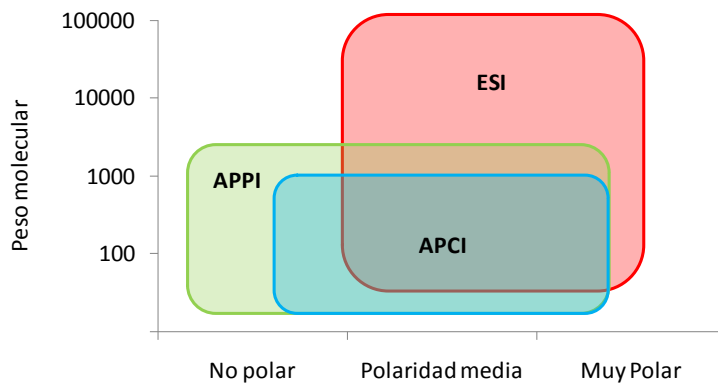 100000
10000
1000
100
Peso molecular
ESI
APPI
APCI
No polar
Polaridad media
Muy Polar